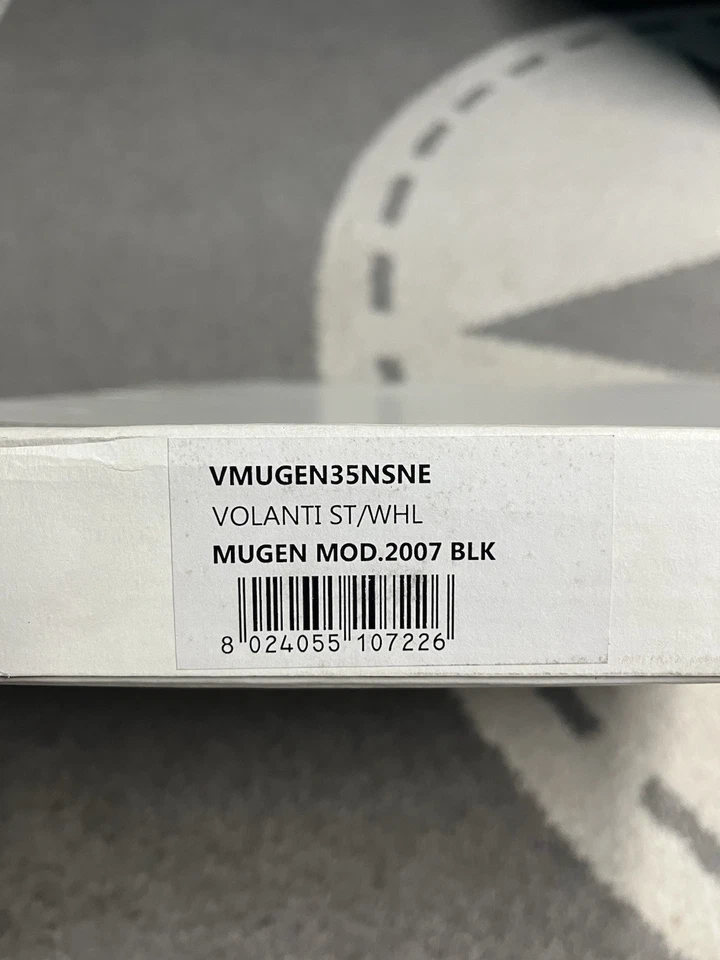 VMUGEN35NSNE
VOLANTI ST/WHL
MUGEN MOD.2007 BLK
8 024055 107226